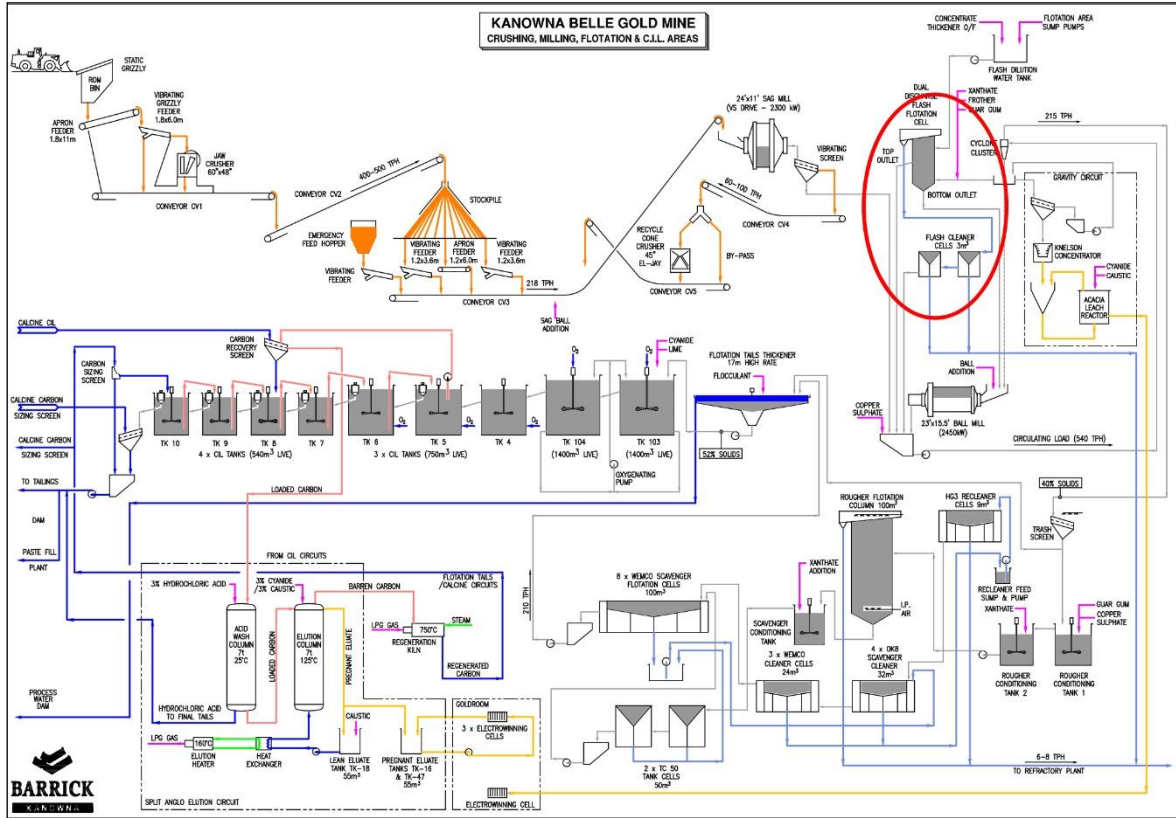 KANOWNA BELLE GOLD MINE
CRUSHING, MILLING, FLOTATION & C.I.L. AREAS
STATIC
GRIZZLY
ROM
BIN
VIBRATING
GRIZZLY
FEEDER
1.8x6.0m
APRON
FEEDER
1.8x11m
JAW
CRUSHER
60"x48"
CONVEYOR CV1
CONVEYOR CV2
400-500 TPH
STOCKPILE
EMERGENCY
FEED HOPPER
VIBRATING
FEEDER
VIBRATING
FEEDER
1.2x3.6m
APRON
FEEDER
1.2x6.0m
VIBRATING
FEEDER
1.2x3.6m
218 TPH
CONVEYOR CV3
SAG BALL
ADDITION
24'x11' SAG MILL
(VS DRIVE - 2300 kW)
VIBRATING
SCREEN
60-100 TPH
CONVEYOR CV4
RECYCLE
CONE
CRUSHER
45"
EL-JAY
BY-PASS
CONVEYOR CV5
CONCENTRATE
THICKENER O/F
FLOTATION AREA
SUMP PUMPS
FLASH DILUTION
WATER TANK
DUAL
DISCHARGE
FLASH
FLOTATION
CELL
XANTHATE
FROTHER
GUAR GUM
215 TPH
TOP
OUTLET
BOTTOM OUTLET
CYCLONE
CLUSTER
GRAVITY CIRCUIT
FLASH CLEANER
CELLS 3m³
KNELSON
CONCENTRATOR
CYANIDE
CAUSTIC
ACACIA
LEACH
REACTOR
BALL
ADDITION
COPPER
SULPHATE
23'x15.5' BALL MILL
(2450kW)
CIRCULATING LOAD (540 TPH)
CALCINE CIL
CARBON
RECOVERY
SCREEN
CARBON
SIZING
SCREEN
CALCINE CARBON
SIZING SCREEN
CALCINE CARBON
SIZING SCREEN
TO TAILINGS
DAM
PASTE FILL
PLANT
TK 10
TK 9
TK 8
TK 7
TK 6
TK 5
TK 4
TK 104
TK 103
O₂
O₂
O₂
O₂
O₂
CYANIDE
LIME
4 x CIL TANKS (540m³ LIVE)
3 x CIL TANKS (750m³ LIVE)
(1400m³ LIVE)
(1400m³ LIVE)
OXYGENATING
PUMP
FLOTATION TAILS THICKENER
17m HIGH RATE
FLOCCULANT
52% SOLIDS
LOADED CARBON
FROM CIL CIRCUITS
3% HYDROCHLORIC ACID
3% CYANIDE
/3% CAUSTIC
BARREN CARBON
FLOTATION TAILS
/CALCINE CIRCUITS
ACID
WASH
COLUMN
7t
25°C
LOADED CARBON
ELUTION
COLUMN
7t
125°C
PREGNANT ELUATE
LPG GAS
750°C
STEAM
REGENERATION
KILN
REGENERATED
CARBON
HYDROCHLORIC ACID
TO FINAL TAILS
PROCESS
WATER
DAM
LPG GAS
160°C
ELUTION
HEATER
HEAT
EXCHANGER
CAUSTIC
LEAN ELUATE
TANK TK-18
55m³
PREGNANT ELUATE
TANKS TK-16
& TK-47
55m³
SPLIT ANGLO ELUTION CIRCUIT
GOLDROOM
3 x ELECTROWINNING
CELLS
ELECTROWINNING CELL
210 TPH
8 x WEMCO SCAVENGER
FLOTATION CELLS
100m³
2 x TC 50
TANK CELLS
50m³
XANTHATE
ADDITION
SCAVENGER
CONDITIONING
TANK
3 x WEMCO
CLEANER CELLS
24m³
ROUGHER FLOTATION
COLUMN 100m³
I.P.
AIR
4 x OK8
SCAVENGER
CLEANER
32m³
HG3 RECLEANER
CELLS 9m³
RECLEANER FEED
SUMP & PUMP
40% SOLIDS
TRASH
SCREEN
XANTHATE
GUAR GUM
COPPER
SULPHATE
ROUGHER
CONDITIONING
TANK 2
ROUGHER
CONDITIONING
TANK 1
6-8 TPH
TO REFRACTORY PLANT
BARRICK
KANOWNA